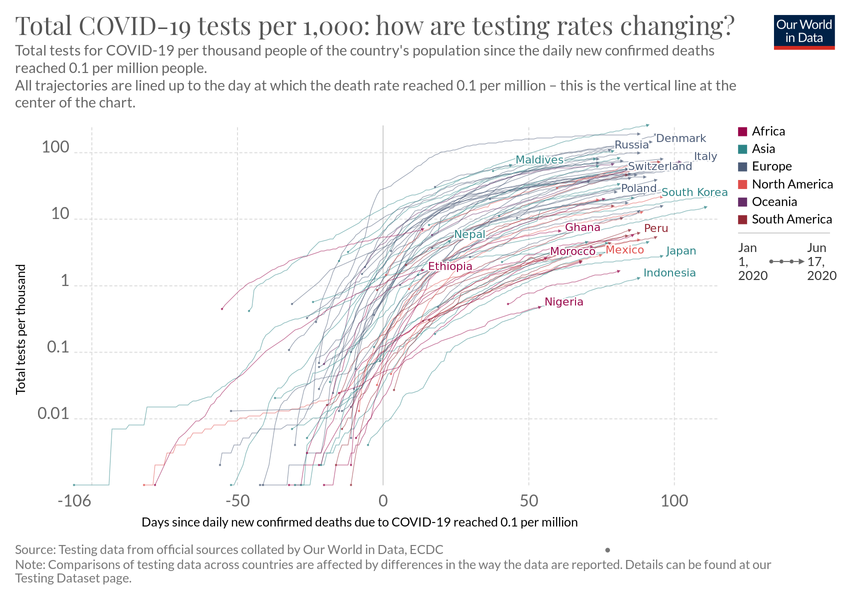 Total COVID-19 tests per 1,000: how are testing rates changing?
Our World
in Data
Total tests for COVID-19 per thousand people of the country's population since the daily new confirmed deaths
reached 0.1 per million people.
All trajectories are lined up to the day at which the death rate reached 0.1 per million – this is the vertical line at the
center of the chart.
100
10
1
0.1
0.01
Total tests per thousand
Denmark
Russia
Maldives
Italy
Switzerland
Poland
South Korea
Ghana
Peru
Nepal
Morocco
Mexico
Japan
Ethiopia
Indonesia
Nigeria
-106
-50
0
50
100
Days since daily new confirmed deaths due to COVID-19 reached 0.1 per million
Africa
Asia
Europe
North America
Oceania
South America
Jan
1,
2020
Jun
17,
2020
Source: Testing data from official sources collated by Our World in Data, ECDC
Note: Comparisons of testing data across countries are affected by differences in the way the data are reported. Details can be found at our
Testing Dataset page.